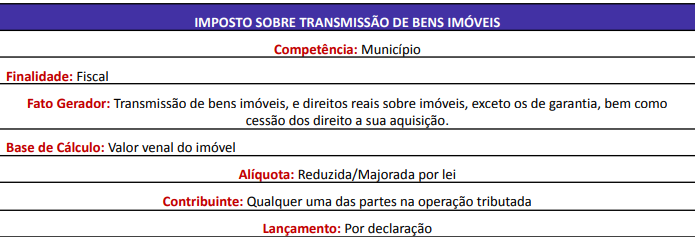 IMPOSTO SOBRE TRANSMISSÃO DE BENS IMÓVEIS
Competência: Município
Finalidade: Fiscal
Fato Gerador: Transmissão de bens imóveis, e direitos reais sobre imóveis, exceto os de garantia, bem como
cessão dos direito a sua aquisição.
Base de Cálculo: Valor venal do imóvel
Alíquota: Reduzida/Majorada por lei
Contribuinte: Qualquer uma das partes na operação tributada
Lançamento: Por declaração